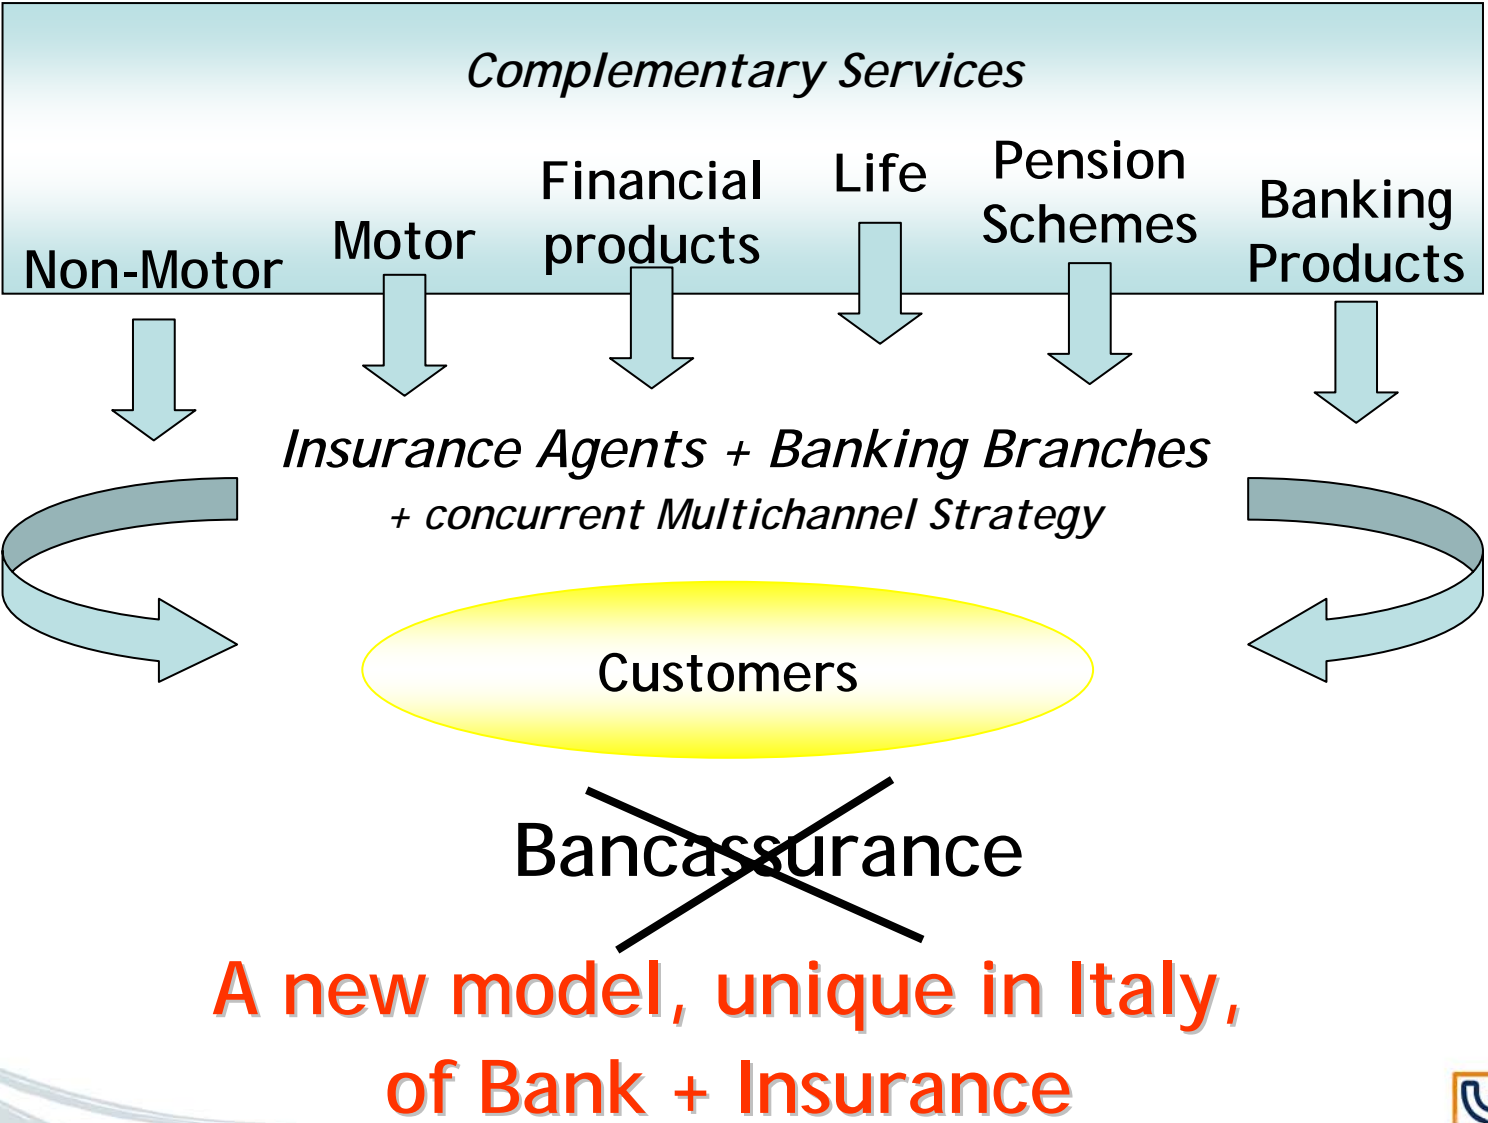 Complementary Services
Non-Motor
Motor
Financial
products
Life
Pension
Schemes
Banking
Products
Insurance Agents + Banking Branches
+ concurrent Multichannel Strategy
Customers
Bancassurance
A new model, unique in Italy,
of Bank + Insurance